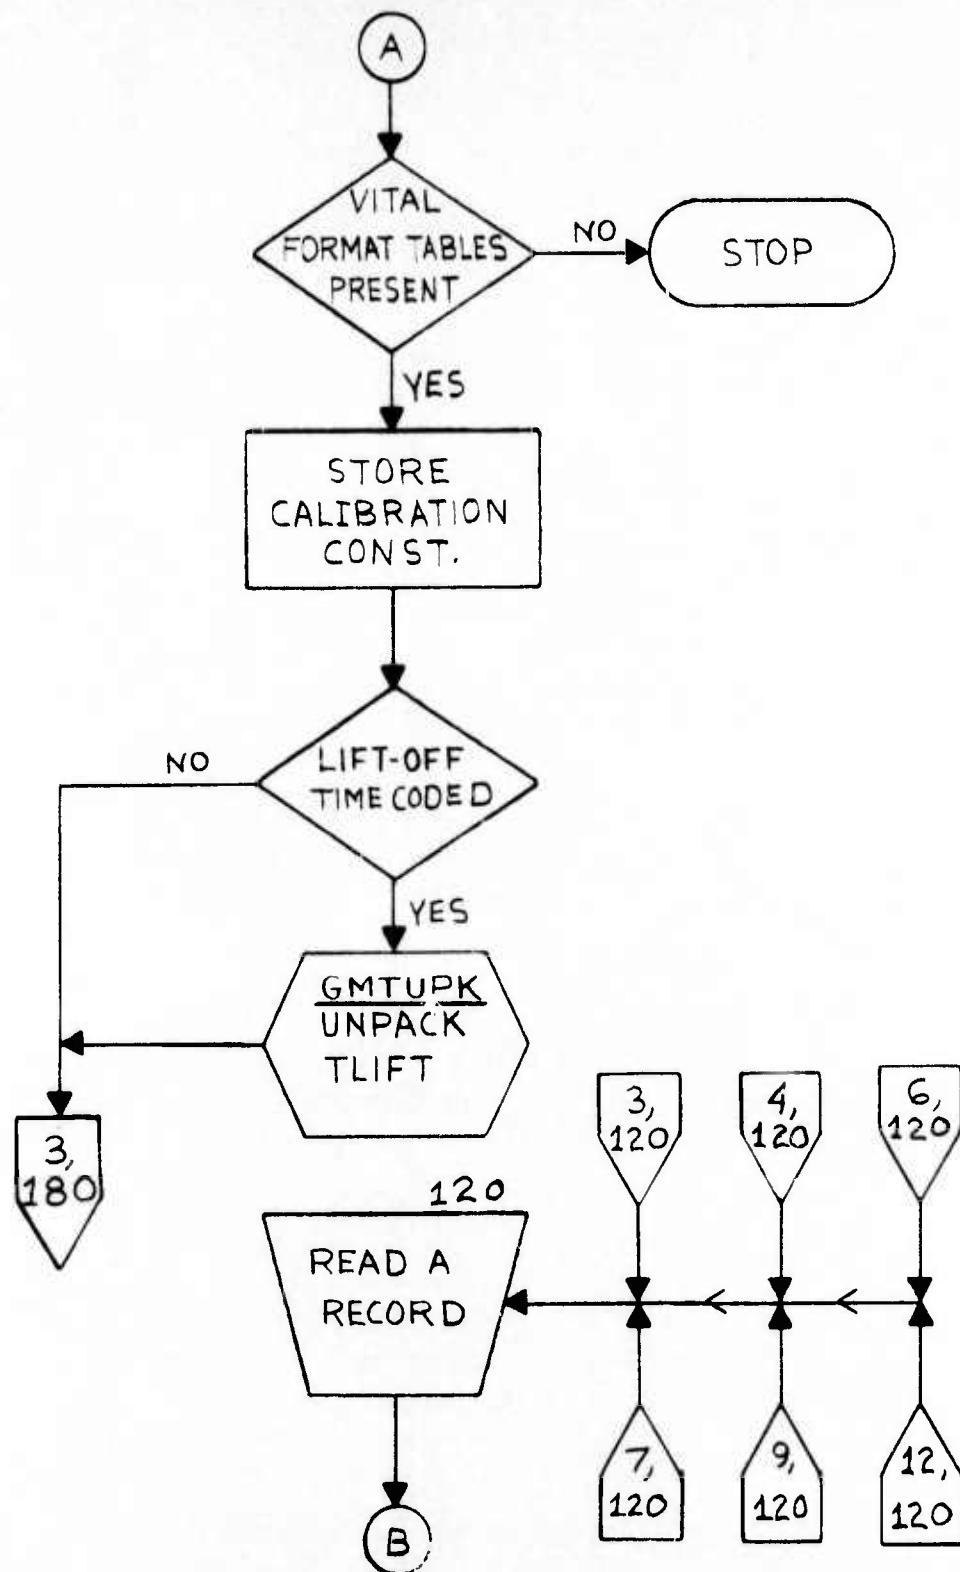 A
VITAL
FORMAT TABLES
PRESENT
NO
STOP
YES
STORE
CALIBRATION
CONST.
NO
LIFT-OFF
TIME CODED
YES
GMTUPK
UNPACK
TLIFT
3,
180
3,
120
4,
120
6,
120
120
READ A
RECORD
7,
120
9,
120
12,
120
B